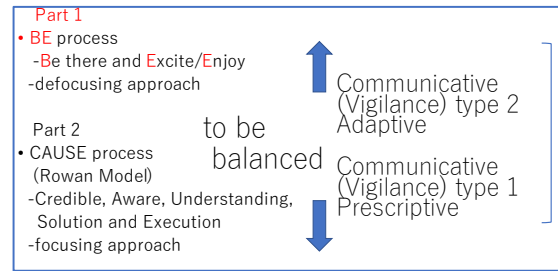 Part 1
• BE process
-Be there and Excite/Enjoy
-defocusing approach
Part 2
• CAUSE process
(Rowan Model)
-Credible, Aware, Understanding,
Solution and Execution
-focusing approach
to be
balanced
Communicative
(Vigilance) type 2
Adaptive
Communicative
(Vigilance) type 1
Prescriptive